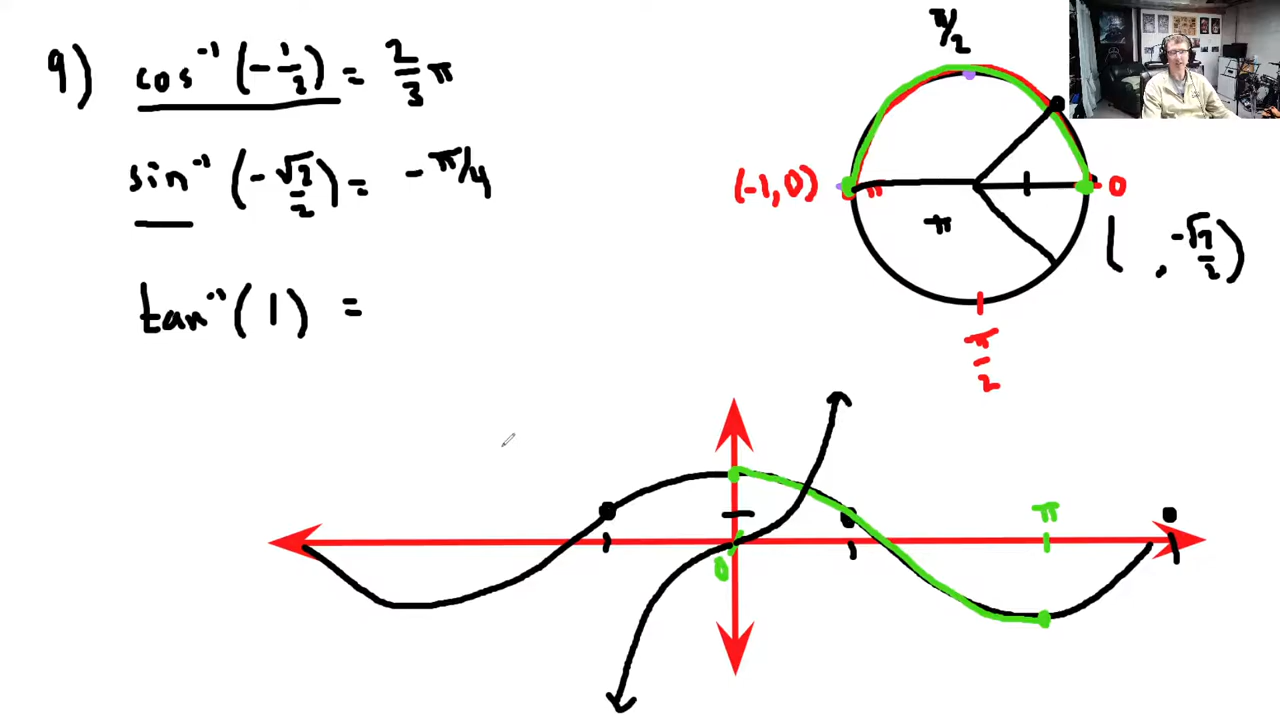 9) cos⁻¹(-1/2) = 2/3 π
sin⁻¹(-√2/2) = -π/4
tan⁻¹(1) =
π/2
(-1, 0) π 0
π
( , -√2/2)
π/2
π
0